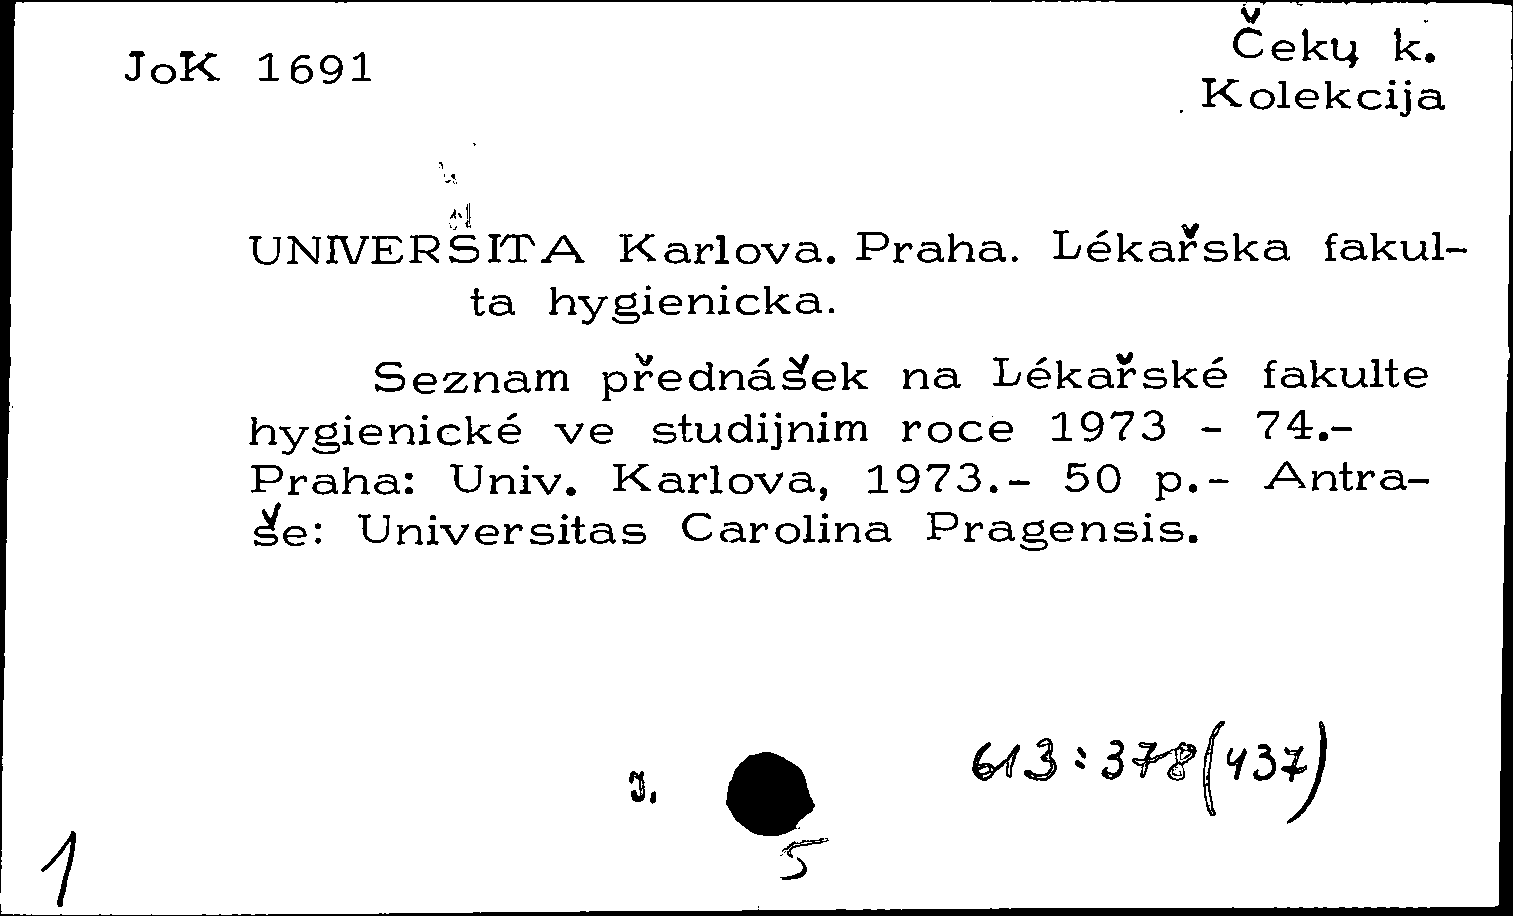 JoK 1691
Čekų k.
Kolekcija
UNIVERSITA Karlova. Praha. Lékařska fakul-
ta hygienicka.
Seznam přednášek na Lékařské fakulte
hygienické ve studijnim roce 1973 - 74.-
Praha: Univ. Karlova, 1973.- 50 p.- Antra-
še: Universitas Carolina Pragensis.
613:378(437)
5
1